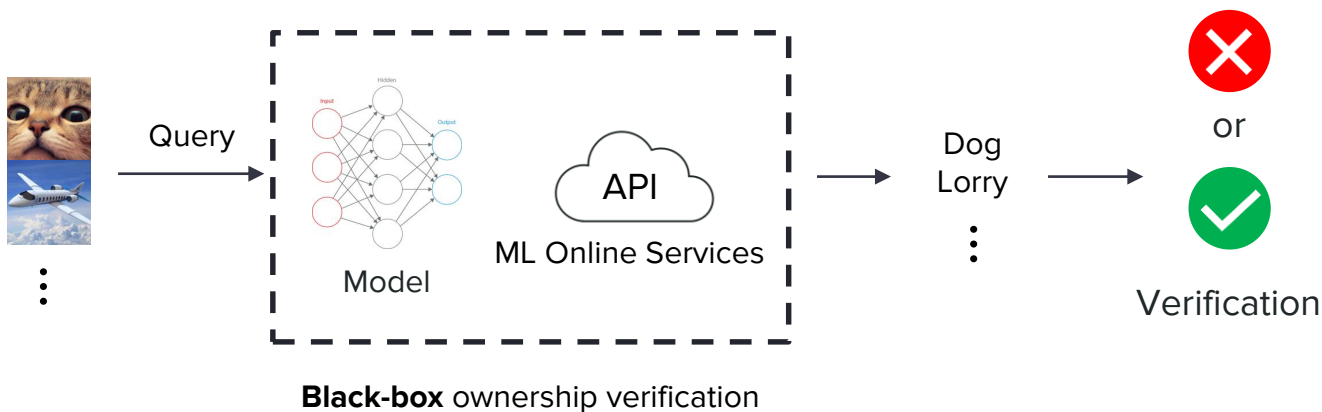 Query
Input
Hidden
Output
Model
API
ML Online Services
Dog
Lorry
or
Verification
Black-box ownership verification